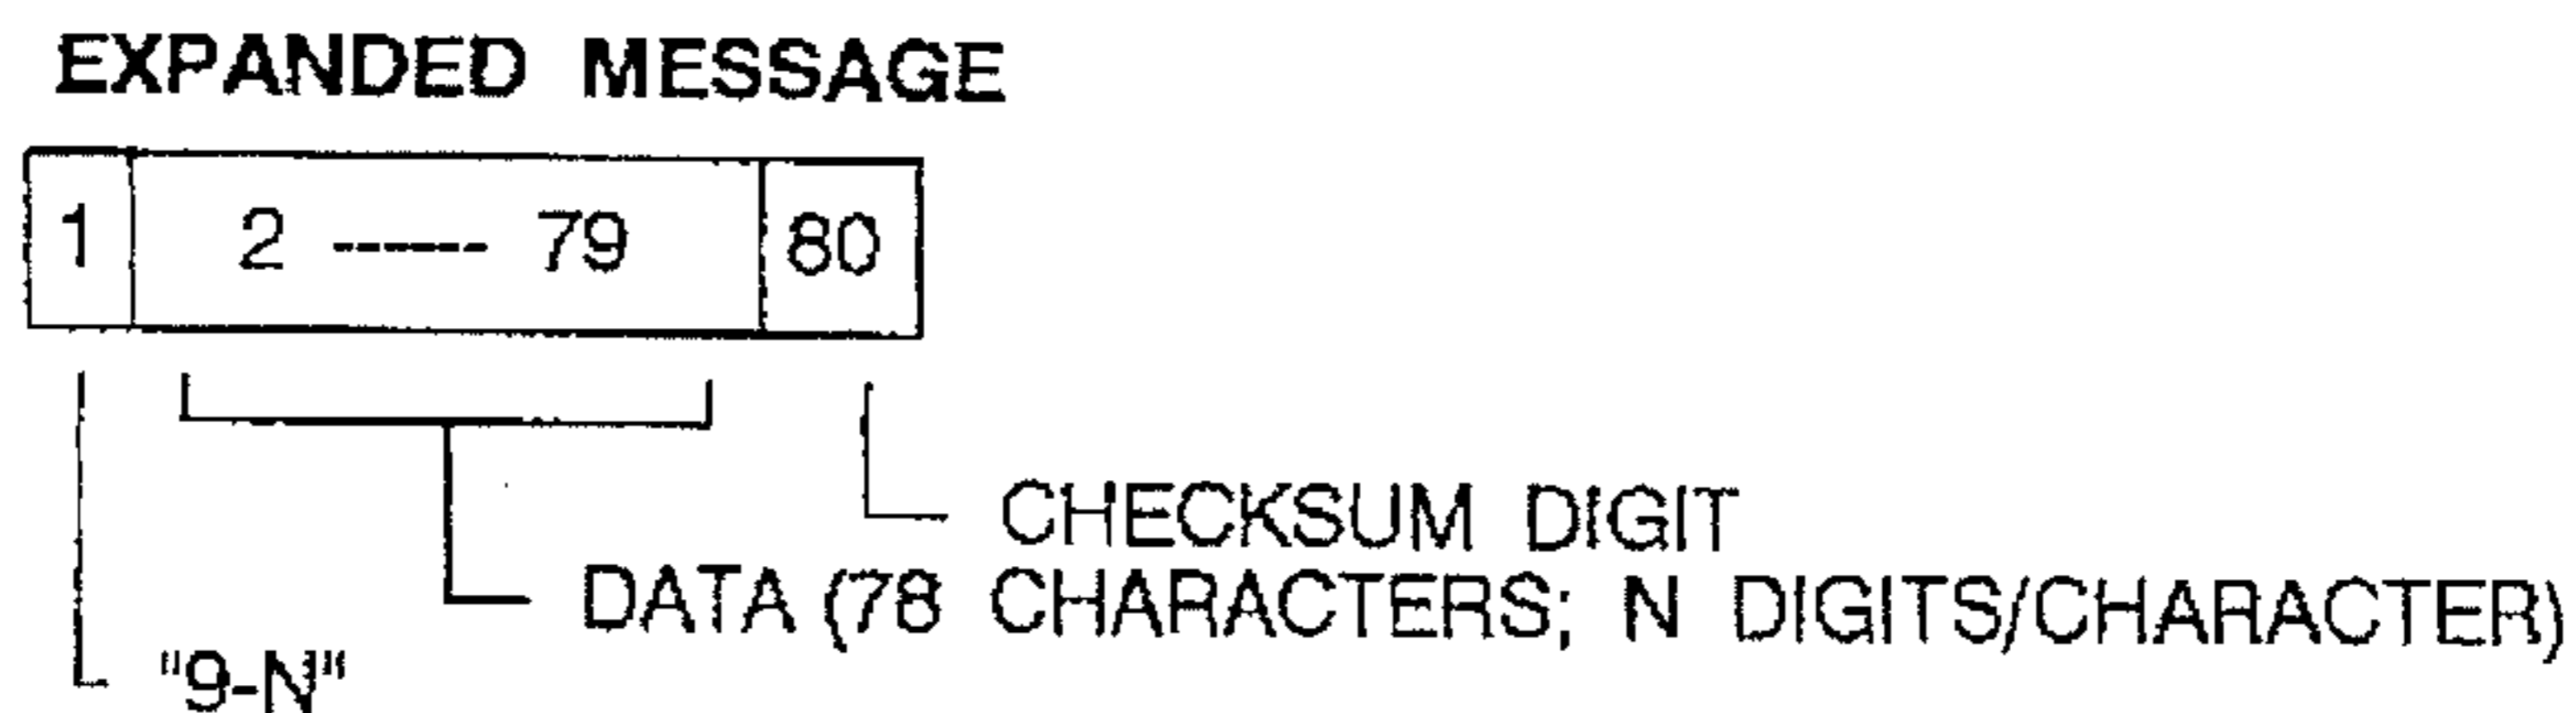 EXPANDED MESSAGE
1 2 ----- 79 80
CHECKSUM DIGIT
DATA (78 CHARACTERS; N DIGITS/CHARACTER)
"9-N"